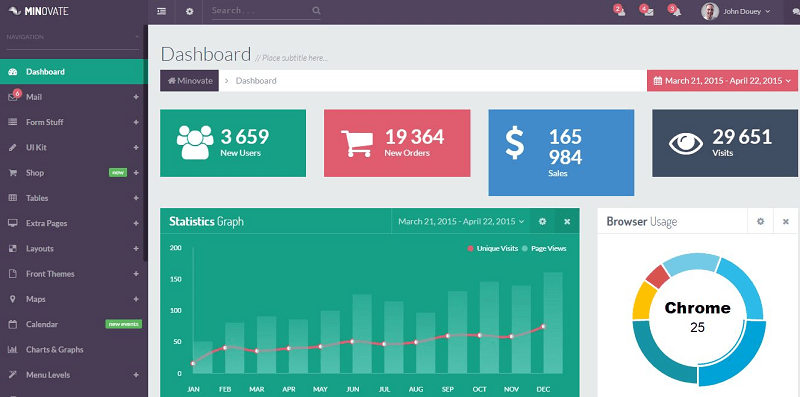 MINOVATE
Search...
2
4
3
John Douey
NAVIGATION
Dashboard
6
Mail
Form Stuff
UI Kit
Shop
new
Tables
Extra Pages
Layouts
Front Themes
Maps
Calendar
new events
Charts & Graphs
Menu Levels
Dashboard // Place subtitle here...
Minovate
Dashboard
March 21, 2015 - April 22, 2015
3 659
New Users
19 364
New Orders
$
165
984
Sales
29 651
Visits
Statistics Graph
March 21, 2015 - April 22, 2015
Unique Visits
Page Views
200
150
100
50
0
JAN FEB MAR APR MAY JUN JUL AUG SEP OCT NOV DEC
Browser Usage
Chrome
25